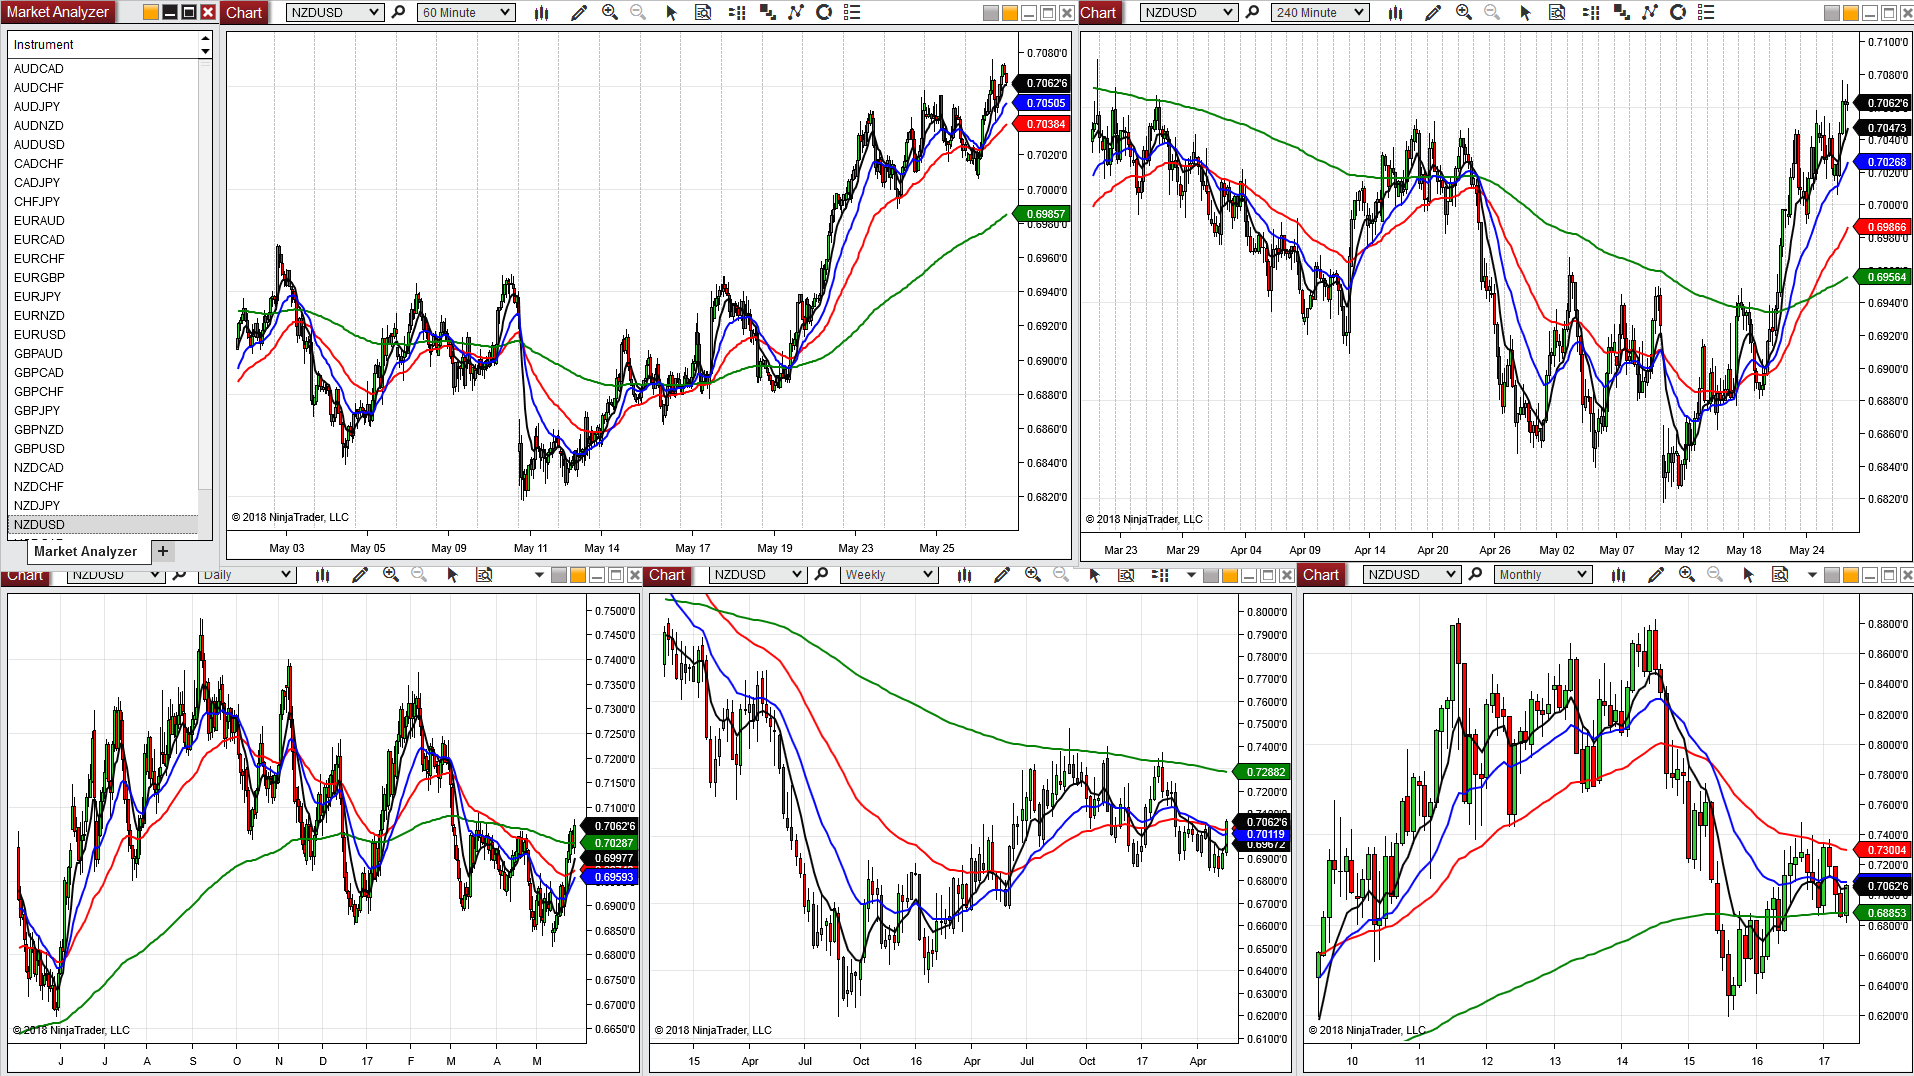 Market Analyzer
Instrument
AUDCAD
AUDCHF
AUDJPY
AUDNZD
AUDUSD
CADCHF
CADJPY
CHFJPY
EURAUD
EURCAD
EURCHF
EURGBP
EURJPY
EURNZD
EURUSD
GBPAUD
GBPCAD
GBPCHF
GBPJPY
GBPNZD
GBPUSD
NZDCAD
NZDCHF
NZDJPY
NZDUSD
Market Analyzer +
Chart NZDUSD 60 Minute
0.7080'0
0.7062'6
0.70505
0.70384
0.7020'0
0.7000'0
0.69857
0.6980'0
0.6960'0
0.6940'0
0.6920'0
0.6900'0
0.6880'0
0.6860'0
0.6840'0
0.6820'0
© 2018 NinjaTrader, LLC
May 03 May 05 May 09 May 11 May 14 May 17 May 19 May 23 May 25
Chart NZDUSD 240 Minute
0.7100'0
0.7080'0
0.7062'6
0.70473
0.7040'0
0.70268
0.7020'0
0.7000'0
0.69866
0.6980'0
0.69564
0.6940'0
0.6920'0
0.6900'0
0.6880'0
0.6860'0
0.6840'0
0.6820'0
© 2018 NinjaTrader, LLC
Mar 23 Mar 29 Apr 04 Apr 09 Apr 14 Apr 20 Apr 26 May 02 May 07 May 12 May 18 May 24
Chart NZDUSD Daily
0.7500'0
0.7450'0
0.7400'0
0.7350'0
0.7300'0
0.7250'0
0.7200'0
0.7150'0
0.7100'0
0.7062'6
0.70287
0.69977
0.69593
0.6900'0
0.6850'0
0.6800'0
0.6750'0
0.6700'0
0.6650'0
© 2018 NinjaTrader, LLC
J J A S O N D 17 F M A M
Chart NZDUSD Weekly
0.8000'0
0.7900'0
0.7800'0
0.7700'0
0.7600'0
0.7500'0
0.7400'0
0.72882
0.7200'0
0.7062'6
0.70119
0.69672
0.6900'0
0.6800'0
0.6700'0
0.6600'0
0.6500'0
0.6400'0
0.6300'0
0.6200'0
0.6100'0
© 2018 NinjaTrader, LLC
15 Apr Jul Oct 16 Apr Jul Oct 17 Apr
Chart NZDUSD Monthly
0.8800'0
0.8600'0
0.8400'0
0.8200'0
0.8000'0
0.7800'0
0.7600'0
0.7400'0
0.73004
0.7200'0
0.7062'6
0.68853
0.6800'0
0.6600'0
0.6400'0
0.6200'0
© 2018 NinjaTrader, LLC
10 11 12 13 14 15 16 17